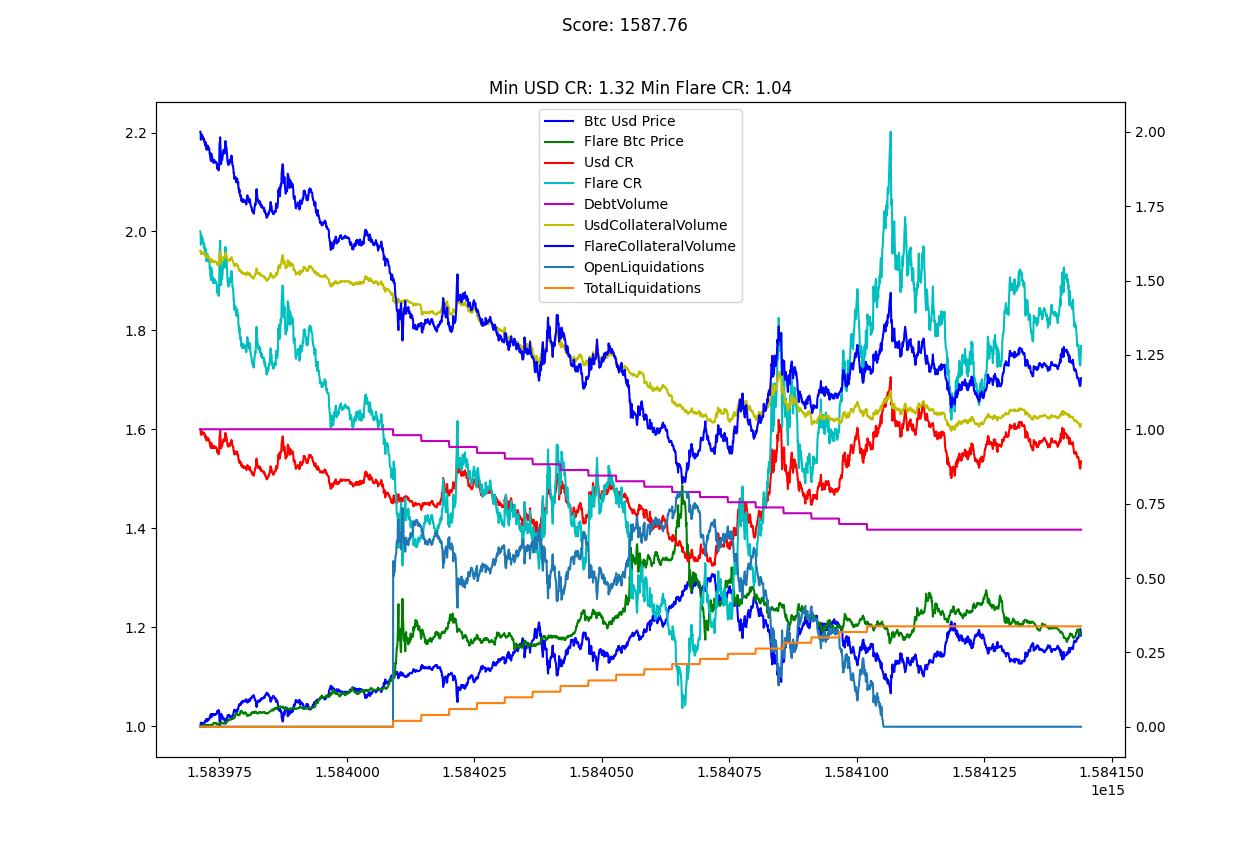 Score: 1587.76
Min USD CR: 1.32 Min Flare CR: 1.04
Btc Usd Price
Flare Btc Price
Usd CR
Flare CR
DebtVolume
UsdCollateralVolume
FlareCollateralVolume
OpenLiquidations
TotalLiquidations
2.2
2.0
1.8
1.6
1.4
1.2
1.0
2.00
1.75
1.50
1.25
1.00
0.75
0.50
0.25
0.00
1.583975 1.584000 1.584025 1.584050 1.584075 1.584100 1.584125 1.584150
1e15